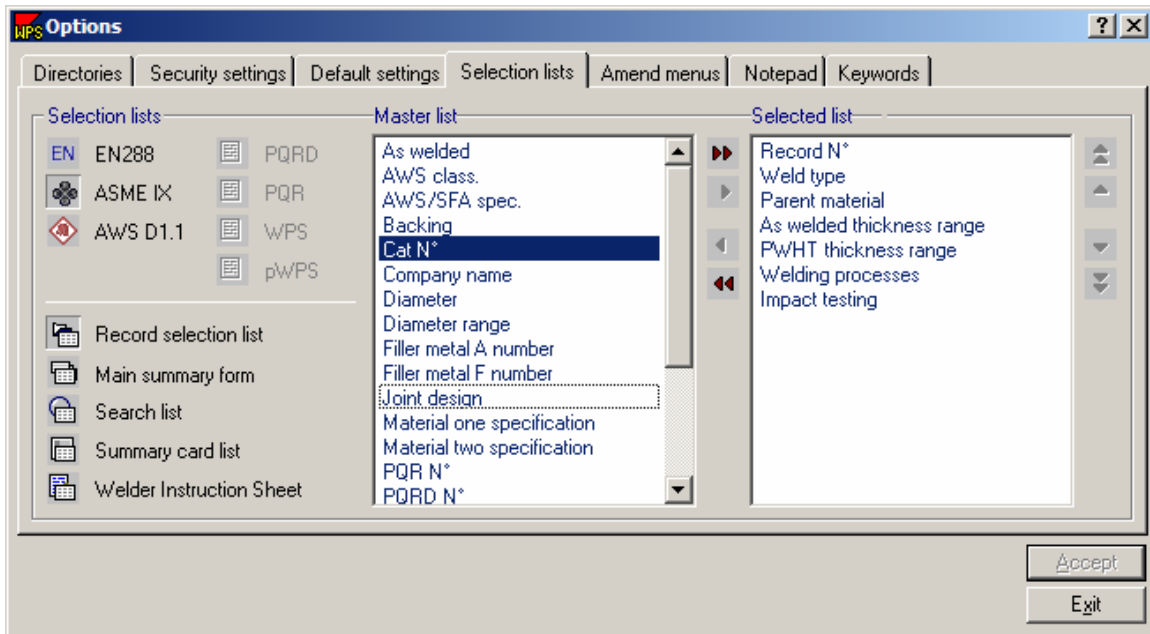 WPS Options
Directories Security settings Default settings Selection lists Amend menus Notepad Keywords
Selection lists
EN EN288 PQRD
ASME IX PQR
AWS D1.1 WPS
pWPS
Record selection list
Main summary form
Search list
Summary card list
Welder Instruction Sheet
Master list
As welded
AWS class.
AWS/SFA spec.
Backing
Cat N°
Company name
Diameter
Diameter range
Filler metal A number
Filler metal F number
Joint design
Material one specification
Material two specification
PQR N°
PQRD N°
Selected list
Record N°
Weld type
Parent material
As welded thickness range
PWHT thickness range
Welding processes
Impact testing
Accept
Exit